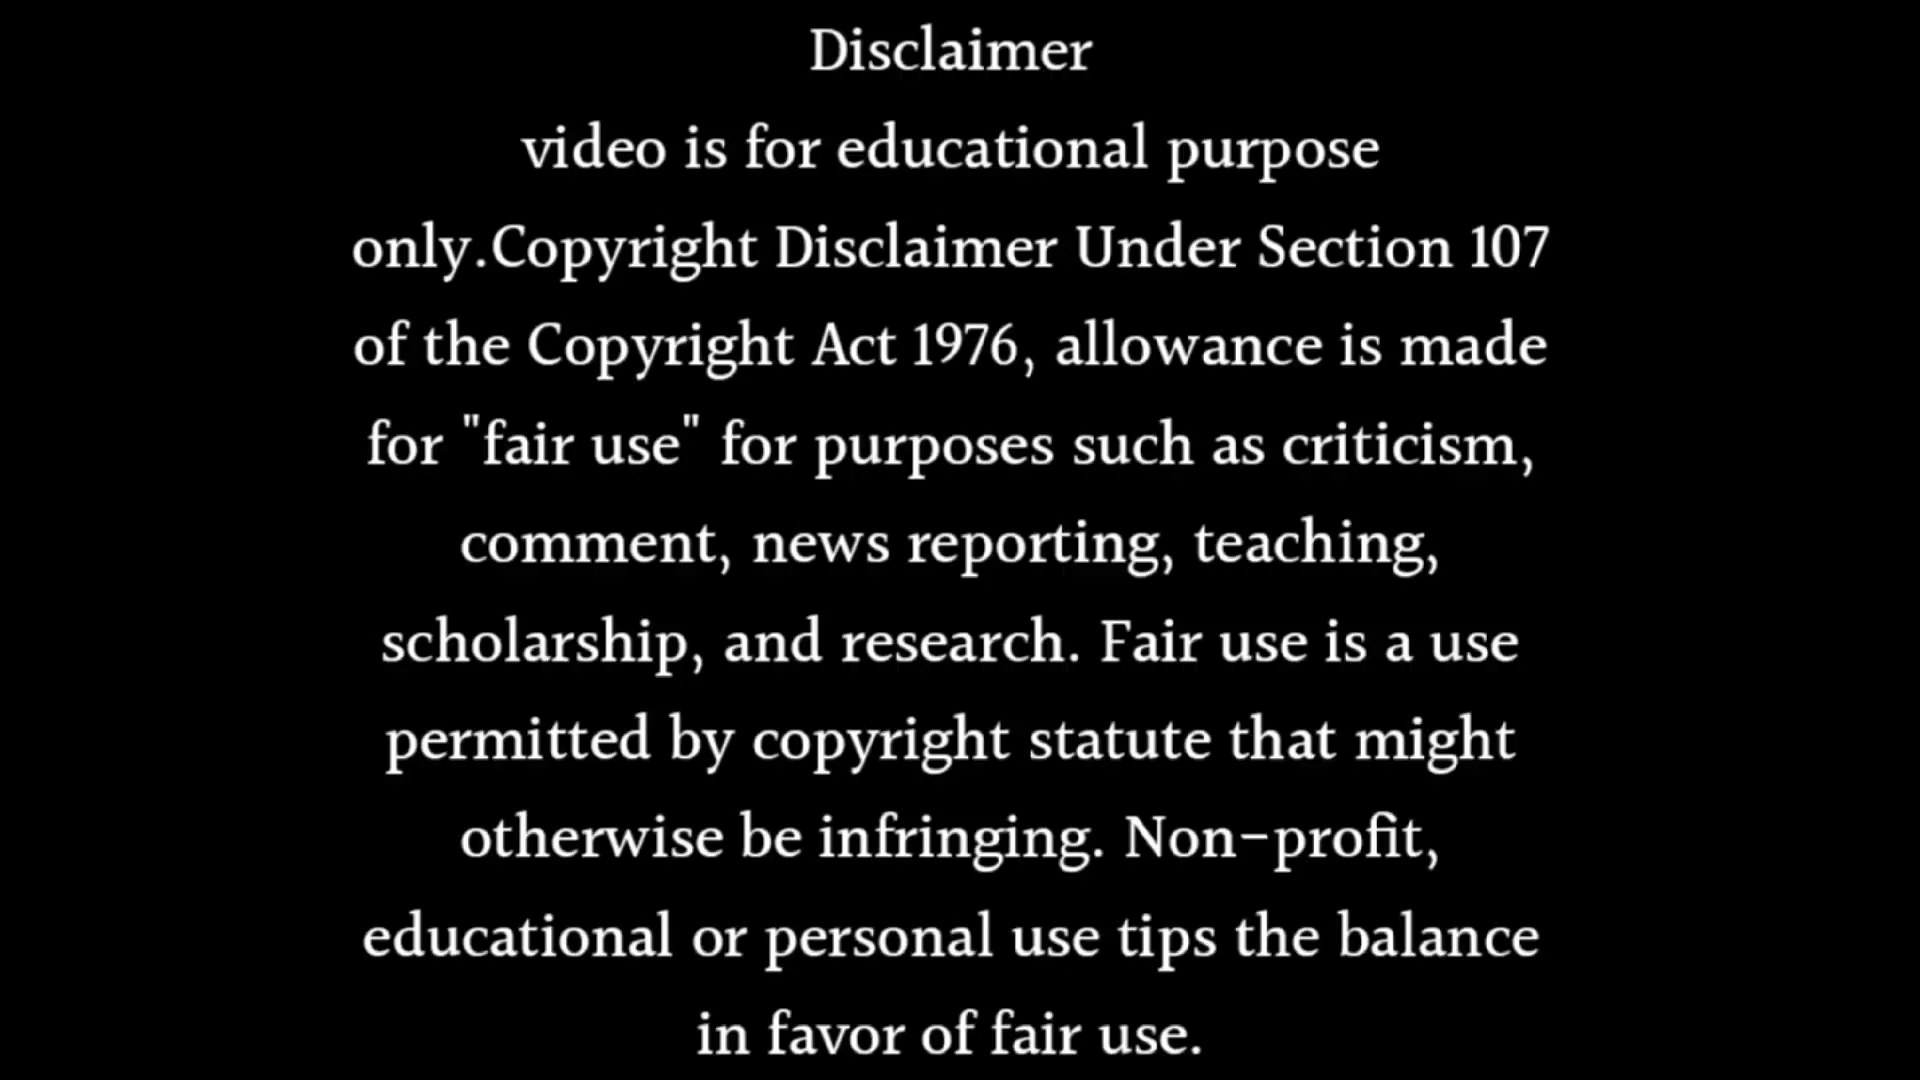 Disclaimer
video is for educational purpose
only.Copyright Disclaimer Under Section 107
of the Copyright Act 1976, allowance is made
for "fair use" for purposes such as criticism,
comment, news reporting, teaching,
scholarship, and research. Fair use is a use
permitted by copyright statute that might
otherwise be infringing. Non-profit,
educational or personal use tips the balance
in favor of fair use.